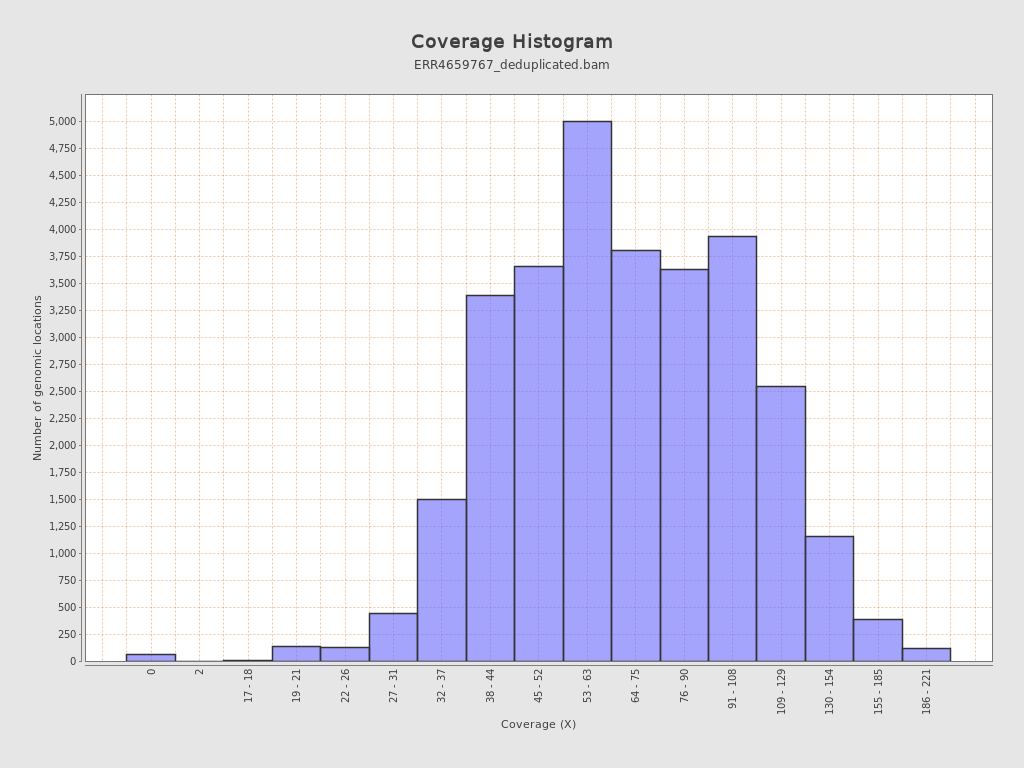 Coverage Histogram
ERR4659767_deduplicated.bam
Number of genomic locations
5,000
4,750
4,500
4,250
4,000
3,750
3,500
3,250
3,000
2,750
2,500
2,250
2,000
1,750
1,500
1,250
1,000
750
500
250
0
0
2
17 - 18
19 - 21
22 - 26
27 - 31
32 - 37
38 - 44
45 - 52
53 - 63
64 - 75
76 - 90
91 - 108
109 - 129
130 - 154
155 - 185
186 - 221
Coverage (X)